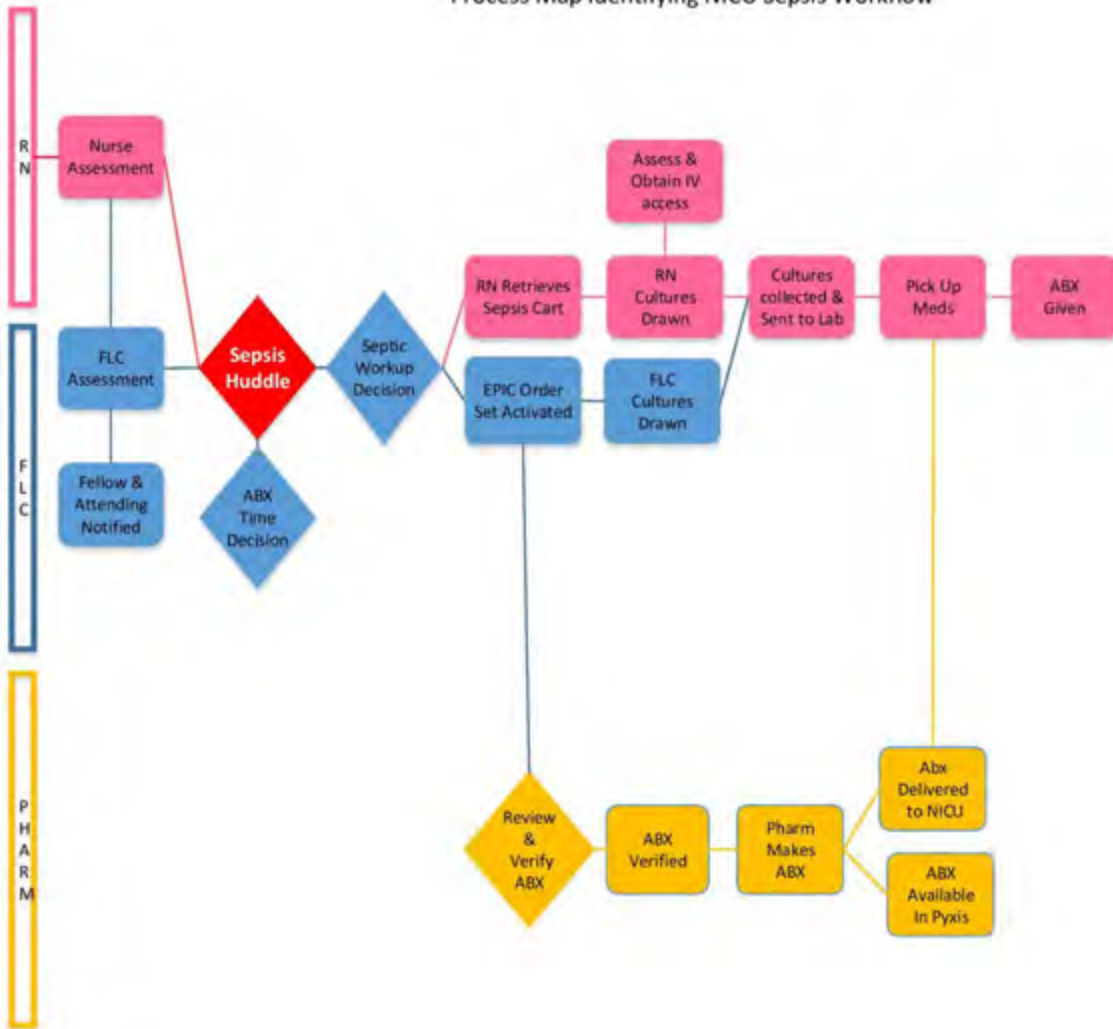 Process Map Identifying NICU Sepsis Workflow
RN
Nurse
Assessment
Assess &
Obtain IV
access
RN Retrieves
Sepsis Cart
RN
Cultures
Drawn
Cultures
collected &
Sent to Lab
Pick Up
Meds
ABX
Given
FLC
FLC
Assessment
Sepsis
Huddle
Septic
Workup
Decision
EPIC Order
Set Activated
FLC
Cultures
Drawn
Fellow &
Attending
Notified
ABX
Time
Decision
PHARM
Review
&
Verify
ABX
ABX
Verified
Pharm
Makes
ABX
Abx
Delivered
to NICU
ABX
Available
In Pyxis